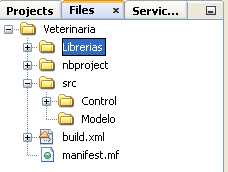 Projects Files × Servic...
Veterinaria
Librerias
nbproject
src
Control
Modelo
build.xml
manifest.mf